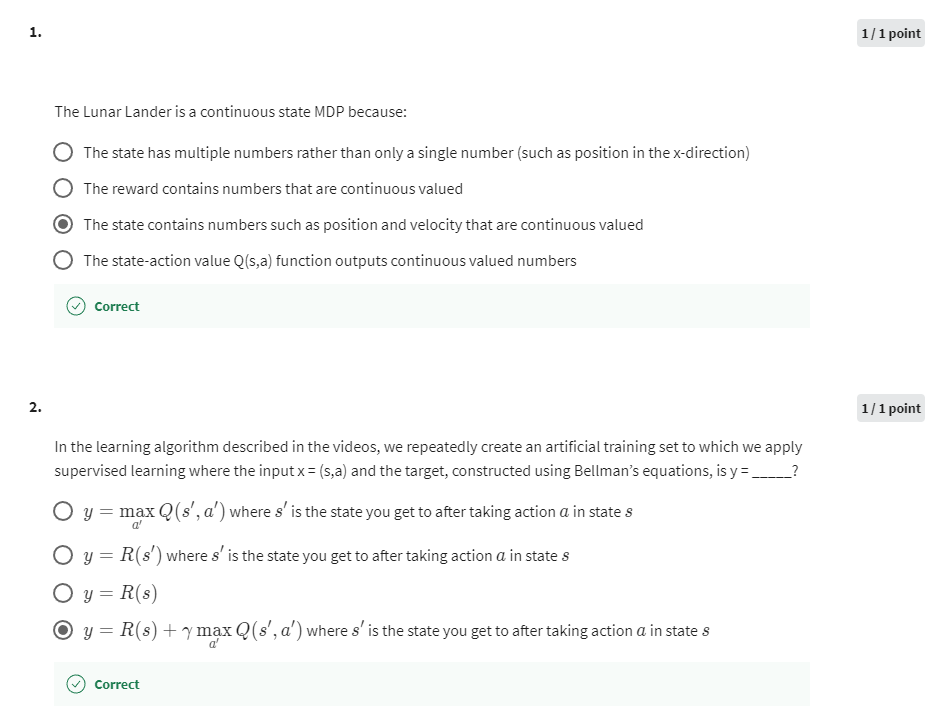 1.
1 / 1 point
The Lunar Lander is a continuous state MDP because:
The state has multiple numbers rather than only a single number (such as position in the x-direction)
The reward contains numbers that are continuous valued
The state contains numbers such as position and velocity that are continuous valued
The state-action value Q(s,a) function outputs continuous valued numbers
Correct
2.
1 / 1 point
In the learning algorithm described in the videos, we repeatedly create an artificial training set to which we apply
supervised learning where the input x = (s,a) and the target, constructed using Bellman’s equations, is y = _____?
y = max Q(s′, a′) where s′ is the state you get to after taking action a in state s
a′
y = R(s′) where s′ is the state you get to after taking action a in state s
y = R(s)
y = R(s) + γ max Q(s′, a′) where s′ is the state you get to after taking action a in state s
a′
Correct